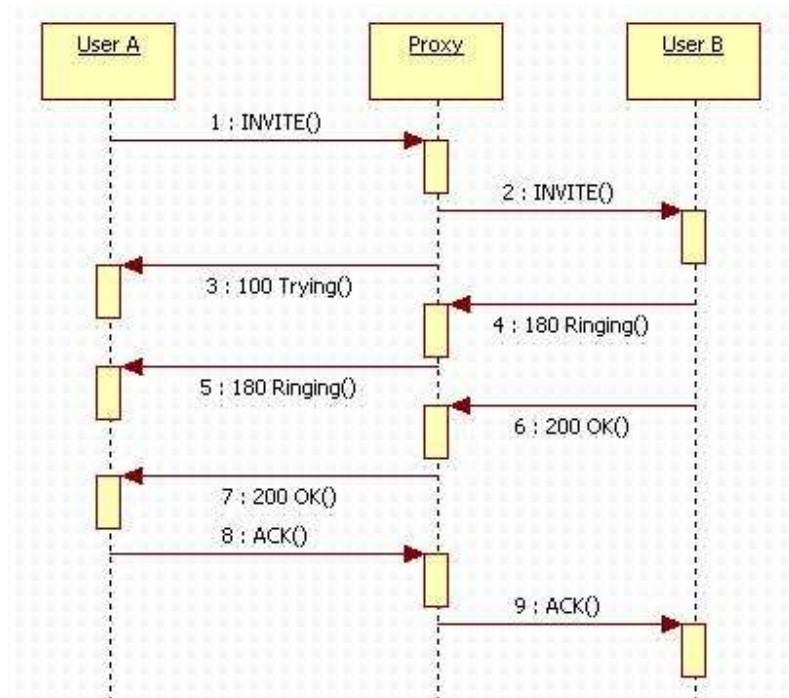 User A
Proxy
User B
1 : INVITE()
2 : INVITE()
3 : 100 Trying()
4 : 180 Ringing()
5 : 180 Ringing()
6 : 200 OK()
7 : 200 OK()
8 : ACK()
9 : ACK()